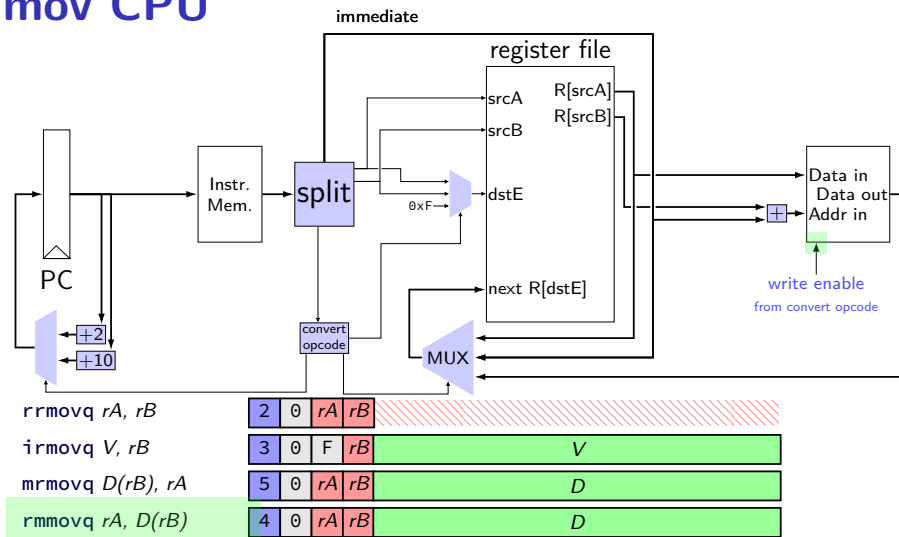 mov CPU
immediate
register file
R[srcA]
srcA
R[srcB]
srcB
Instr.
Mem.
split
Data in
Data out
dstE
0xF
+
Addr in
PC
write enable
next R[dstE]
from convert opcode
convert
opcode
+2
MUX
+10
rrmovq rA, rB 2 0 rA rB
irmovq V, rB 3 0 F rB V
mrmovq D(rB), rA 5 0 rA rB D
rmmovq rA, D(rB) 4 0 rA rB D